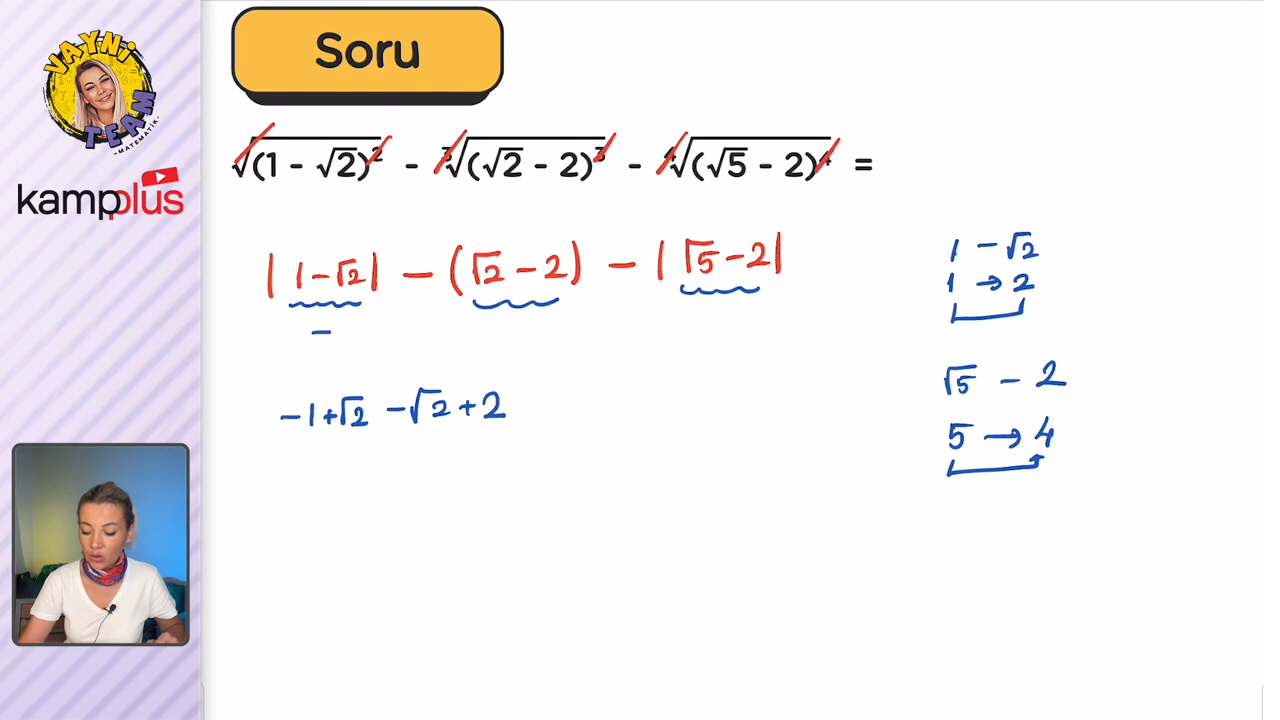 VAYNİ
TEAM
-MATEMATİK-
kampplus
Soru
√(1 - √2)² - ³√(√2 - 2)³ - ⁴√(√5 - 2)⁴ =
|1-√2| - (√2 - 2) - |√5 - 2|
-
-1+√2 -√2 + 2
1 - √2
1 → 2
√5 - 2
5 → 4